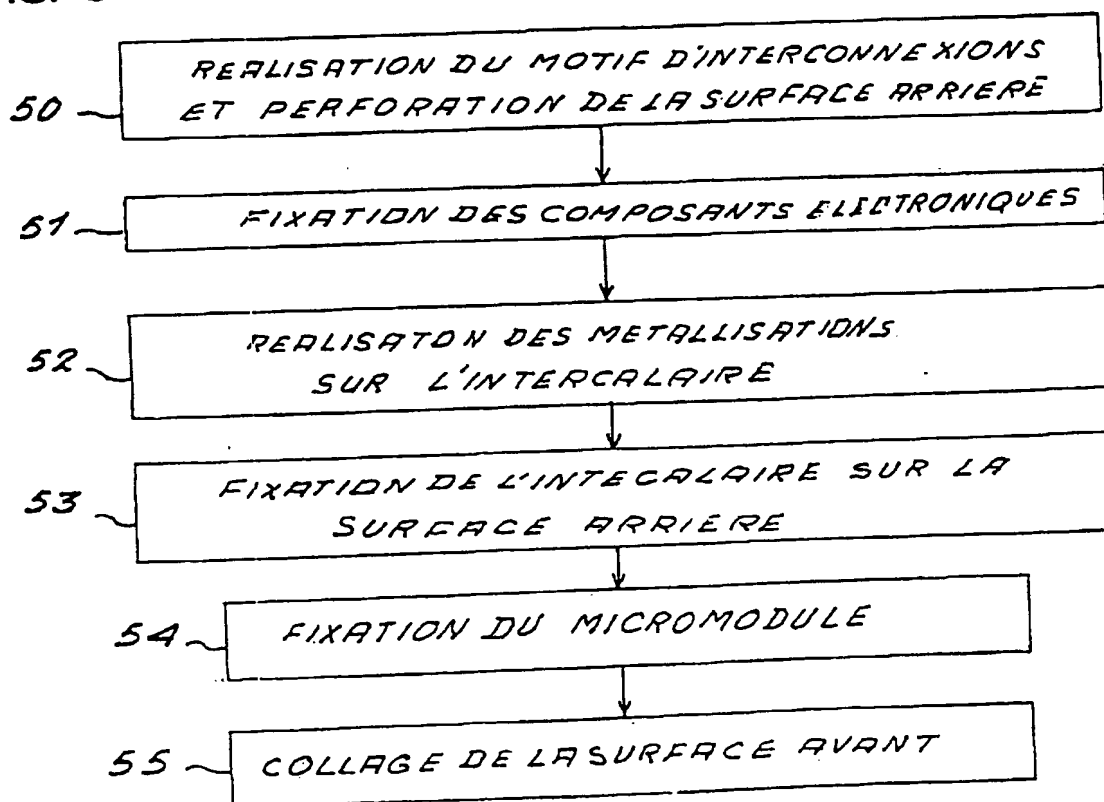 50
REALISATION DU MOTIF D'INTERCONNEXIONS
ET PERFORATION DE LA SURFACE ARRIERE
51
FIXATION DES COMPOSANTS ELECTRONIQUES
52
REALISATON DES METALLISATIONS
SUR L'INTERCALAIRE
53
FIXATION DE L'INTECALAIRE SUR LA
SURFACE ARRIERE
54
FIXATION DU MICROMODULE
55
COLLAGE DE LA SURFACE AVANT